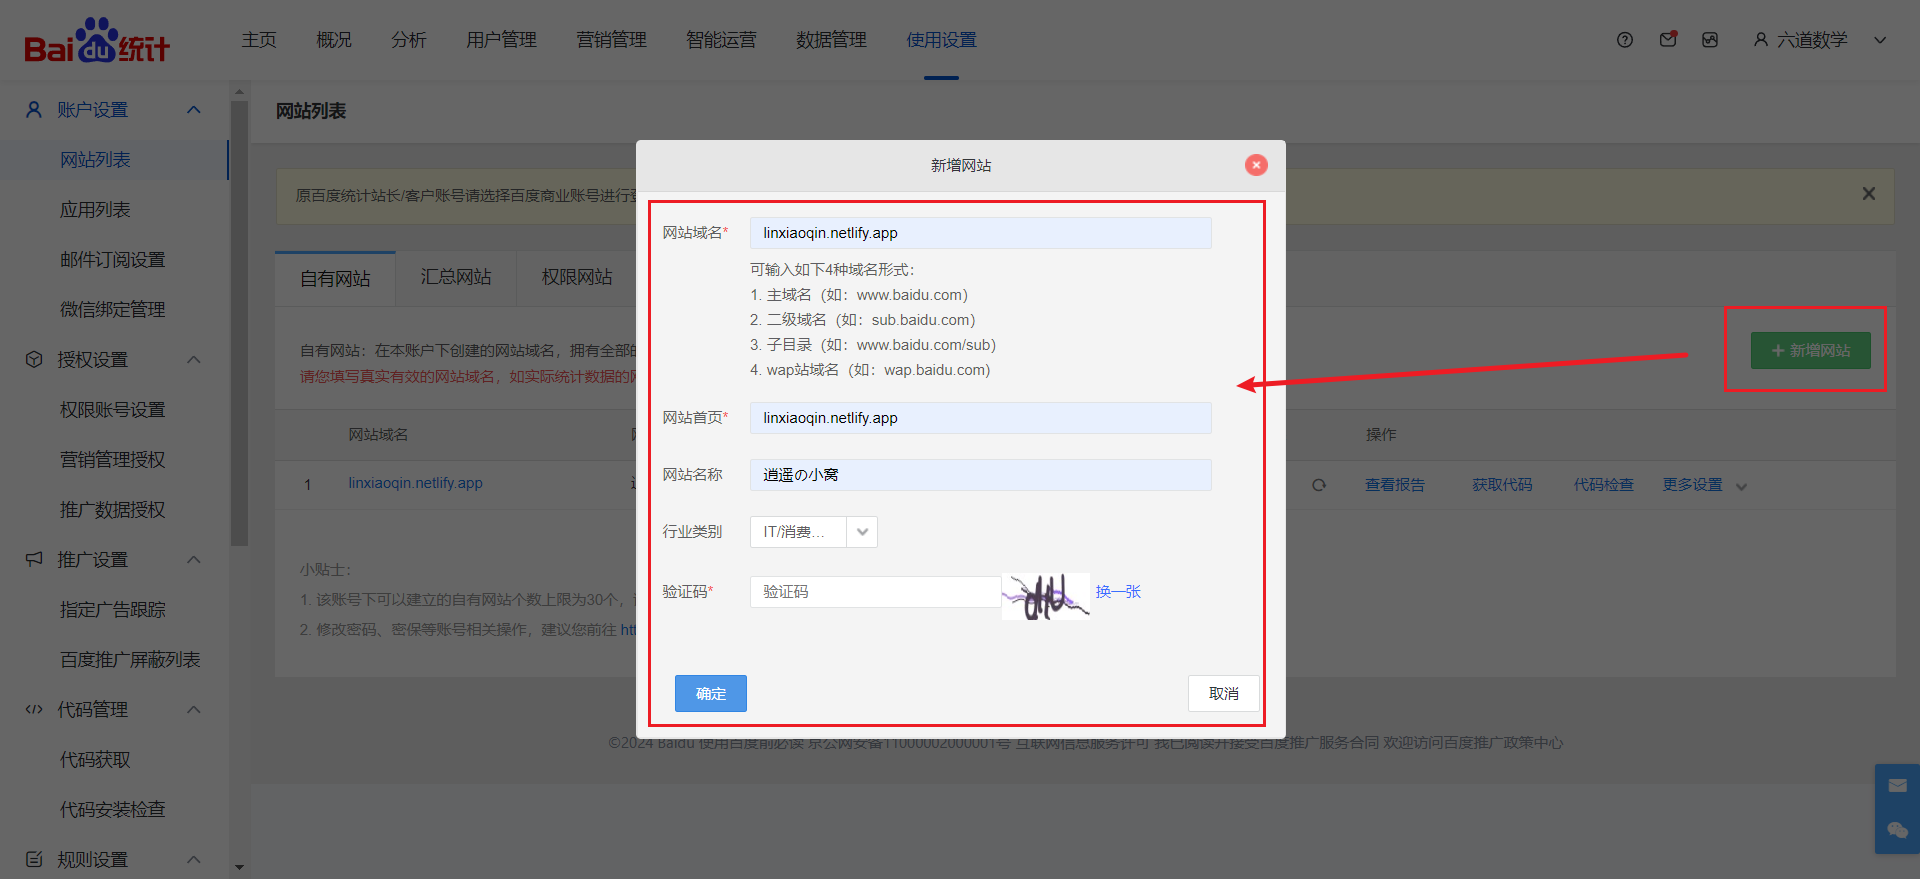 Bai du 统计
主页 概况 分析 用户管理 营销管理 智能运营 数据管理 使用设置
六道数学
账户设置
网站列表
应用列表
邮件订阅设置
微信绑定管理
授权设置
权限账号设置
营销管理授权
推广数据授权
推广设置
指定广告跟踪
百度推广屏蔽列表
代码管理
代码获取
代码安装检查
规则设置
网站列表
原百度统计站长/客户账号请选择百度商业账号进行
自有网站 汇总网站 权限网站
自有网站：在本账户下创建的网站域名，拥有全部的
请您填写真实有效的网站域名，如实际统计数据的
新增网站
网站域名 操作
1 linxiaoqin.netlify.app 查看报告 获取代码 代码检查 更多设置
小贴士：
1. 该账号下可以建立的自有网站个数上限为30个，
2. 修改密码、密保等账号相关操作，建议您前往 htt
新增网站
网站域名* linxiaoqin.netlify.app
可输入如下4种域名形式：
1. 主域名（如：www.baidu.com）
2. 二级域名（如：sub.baidu.com）
3. 子目录（如：www.baidu.com/sub）
4. wap站域名（如：wap.baidu.com）
网站首页* linxiaoqin.netlify.app
网站名称 逍遥の小窝
行业类别 IT/消费...
验证码* 验证码 换一张
确定 取消
©2024 Baidu 使用百度前必读 京公网安备11000002000001号 互联网信息服务许可 我已阅读并接受百度推广服务合同 欢迎访问百度推广政策中心